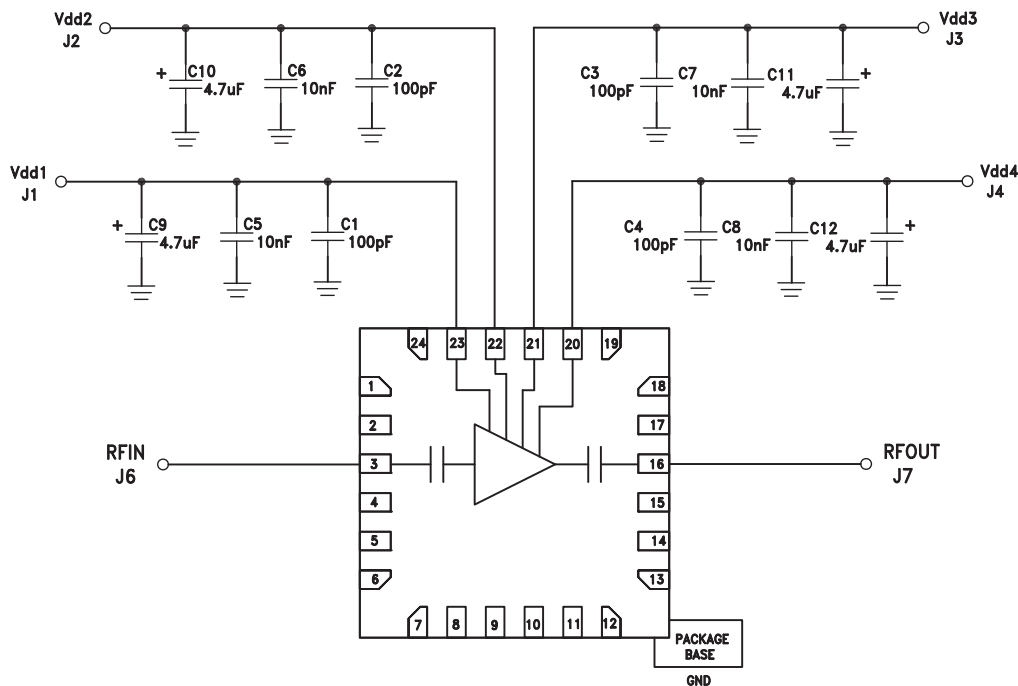 Vdd2
J2
+ C10
4.7uF
C6
10nF
C2
100pF
Vdd3
J3
C3
100pF
C7
10nF
C11
4.7uF
+
Vdd1
J1
+ C9
4.7uF
C5
10nF
C1
100pF
Vdd4
J4
C4
100pF
C8
10nF
C12
4.7uF
+
24 23 22 21 20 19
1
2
3
4
5
6
18
17
16
15
14
13
RFIN
J6
RFOUT
J7
7 8 9 10 11 12
PACKAGE
BASE
GND